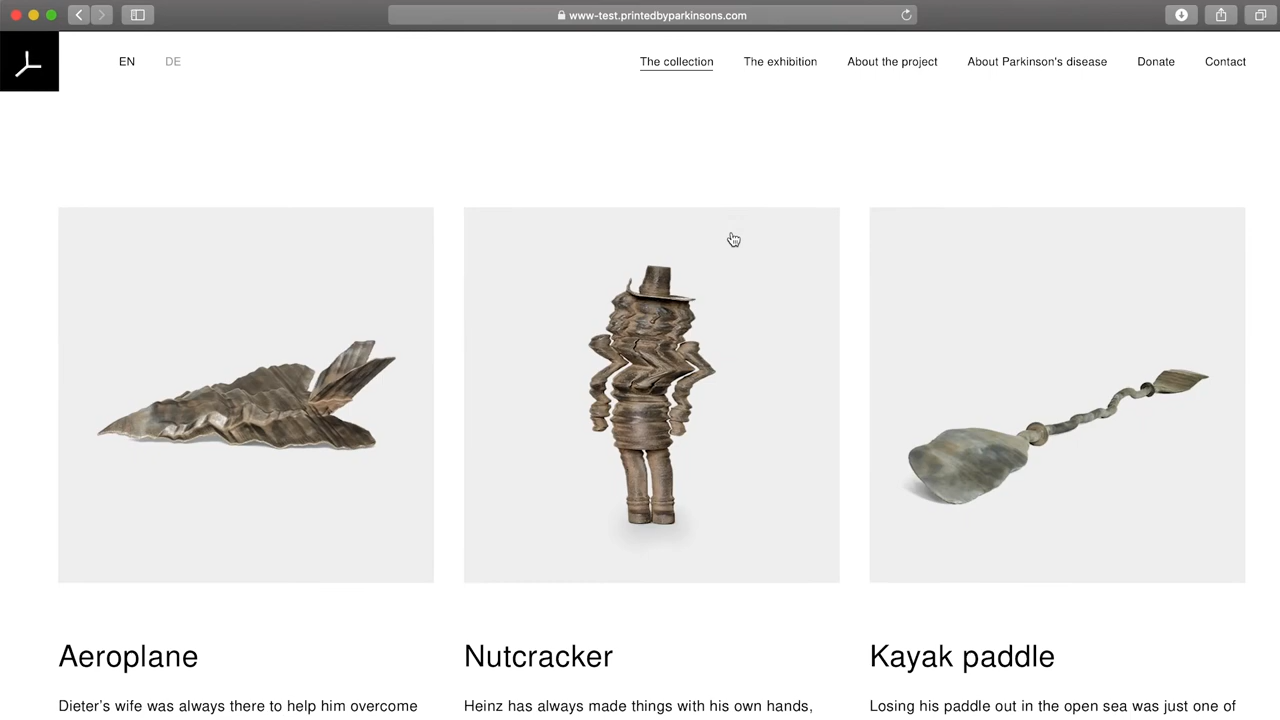 www-test.printedbyparkinsons.com
EN DE The collection The exhibition About the project About Parkinson's disease Donate Contact
Aeroplane Nutcracker Kayak paddle
Dieter's wife was always there to help him overcome Heinz has always made things with his own hands, Losing his paddle out in the open sea was just one of